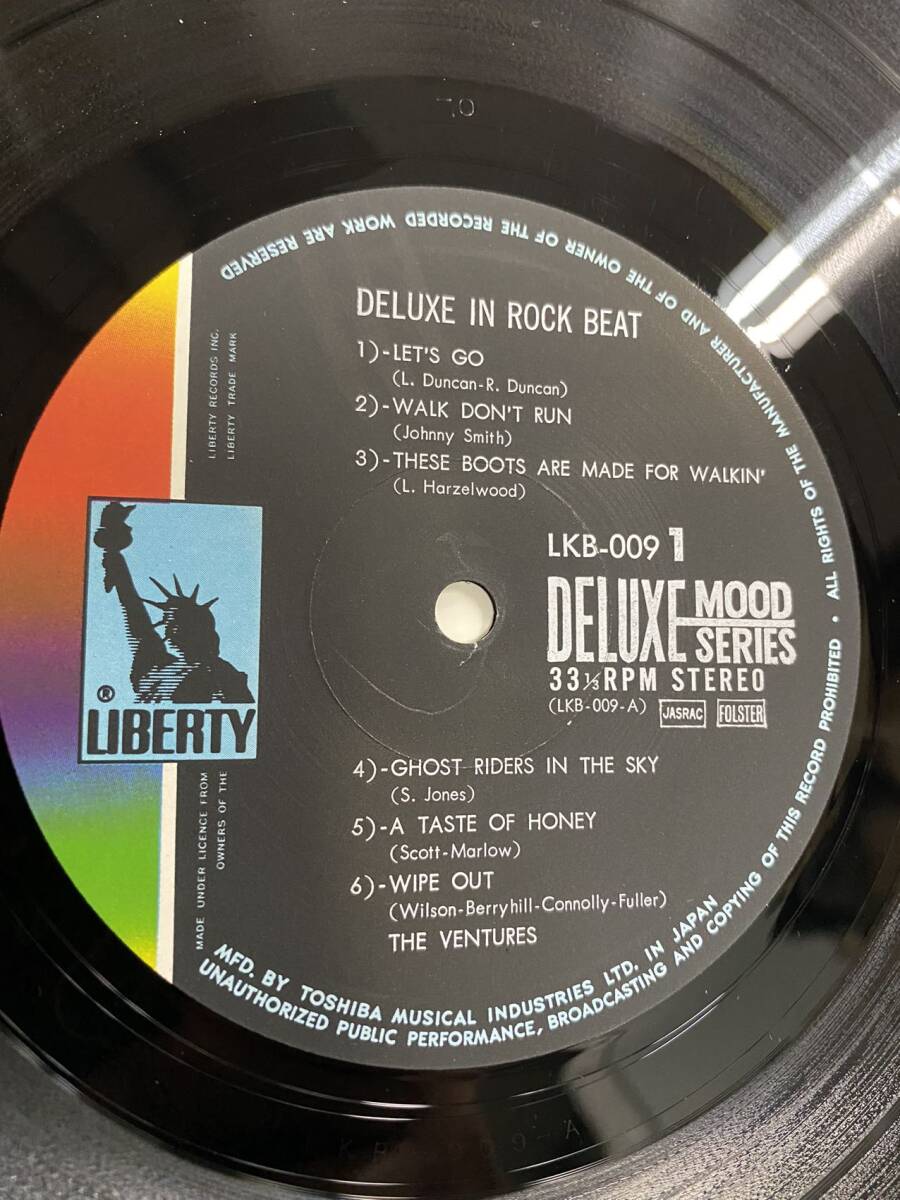 DELUXE IN ROCK BEAT
1)-LET'S GO
(L. Duncan-R. Duncan)
2)-WALK DON'T RUN
(Johnny Smith)
3)-THESE BOOTS ARE MADE FOR WALKIN'
(L. Harzelwood)
LKB-009 1
DELUXE MOOD SERIES
33 1/3 RPM STEREO
(LKB-009-A) JASRAC FOLSTER
4)-GHOST RIDERS IN THE SKY
(S. Jones)
5)-A TASTE OF HONEY
(Scott-Marlow)
6)-WIPE OUT
(Wilson-Berryhill-Connolly-Fuller)
THE VENTURES
LIBERTY RECORDS INC.
LIBERTY TRADE MARK
®
LIBERTY
MADE UNDER LICENCE FROM
OWNERS OF THE
MFD. BY TOSHIBA MUSICAL INDUSTRIES LTD. IN JAPAN
UNAUTHORIZED PUBLIC PERFORMANCE, BROADCASTING AND COPYING OF THIS RECORD PROHIBITED • ALL RIGHTS OF THE MANUFACTURER AND OF THE OWNER OF THE RECORDED WORK ARE RESERVED